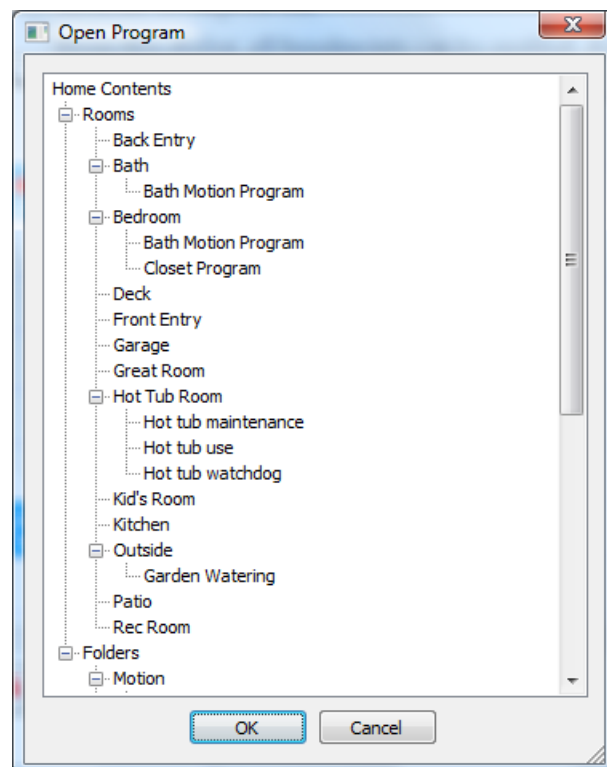 Open Program
Home Contents
Rooms
Back Entry
Bath
Bath Motion Program
Bedroom
Bath Motion Program
Closet Program
Deck
Front Entry
Garage
Great Room
Hot Tub Room
Hot tub maintenance
Hot tub use
Hot tub watchdog
Kid's Room
Kitchen
Outside
Garden Watering
Patio
Rec Room
Folders
Motion
OK Cancel